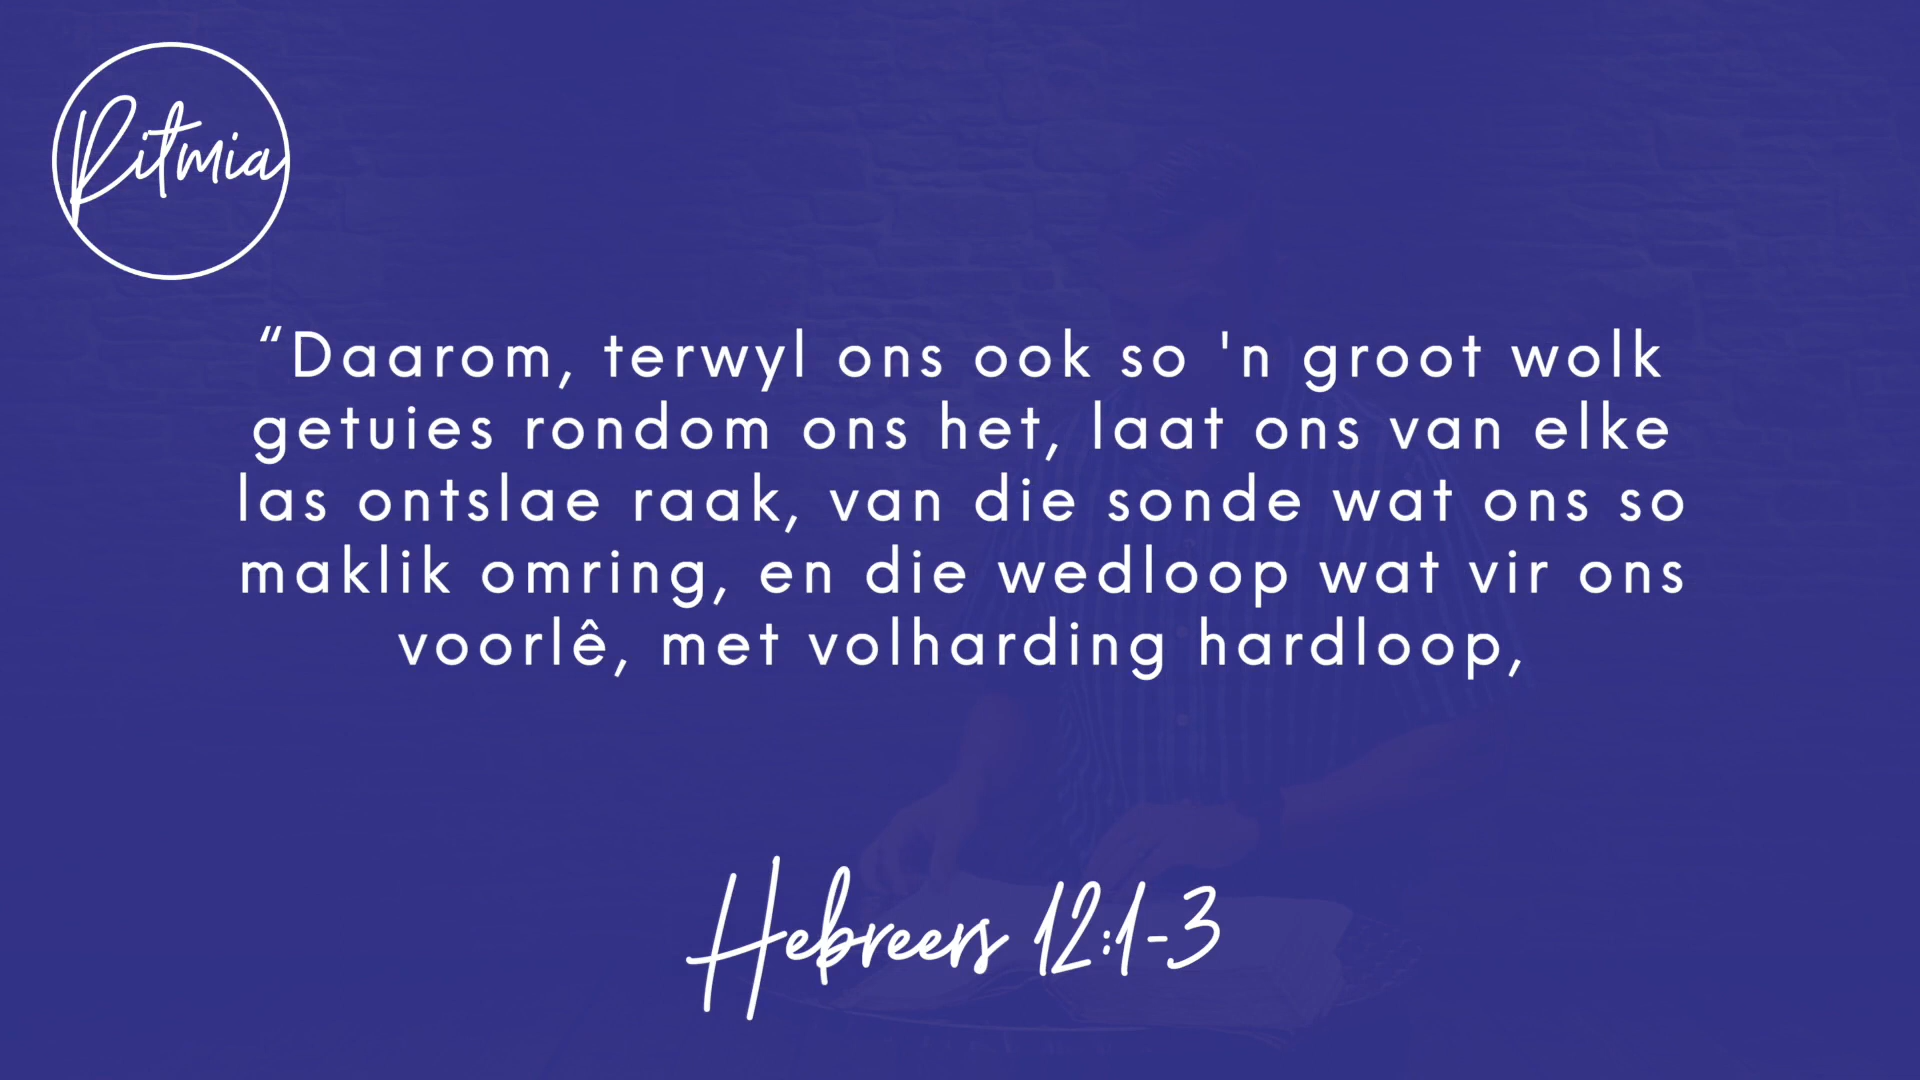 Ritmia
“Daarom, terwyl ons ook so 'n groot wolk
getuies rondom ons het, laat ons van elke
las ontslae raak, van die sonde wat ons so
maklik omring, en die wedloop wat vir ons
voorlê, met volharding hardloop,
Hebreers 12:1-3